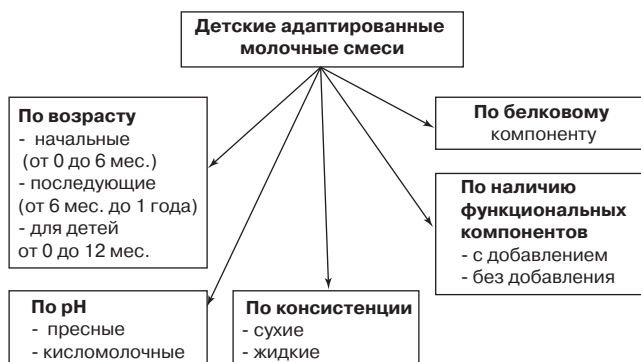 Детские адаптированные
молочные смеси
По возрасту
- начальные
(от 0 до 6 мес.)
- последующие
(от 6 мес. до 1 года)
- для детей
от 0 до 12 мес.
По белковому
компоненту
По наличию
функциональных
компонентов
- с добавлением
- без добавления
По pH
- пресные
- кисломолочные
По консистенции
- сухие
- жидкие